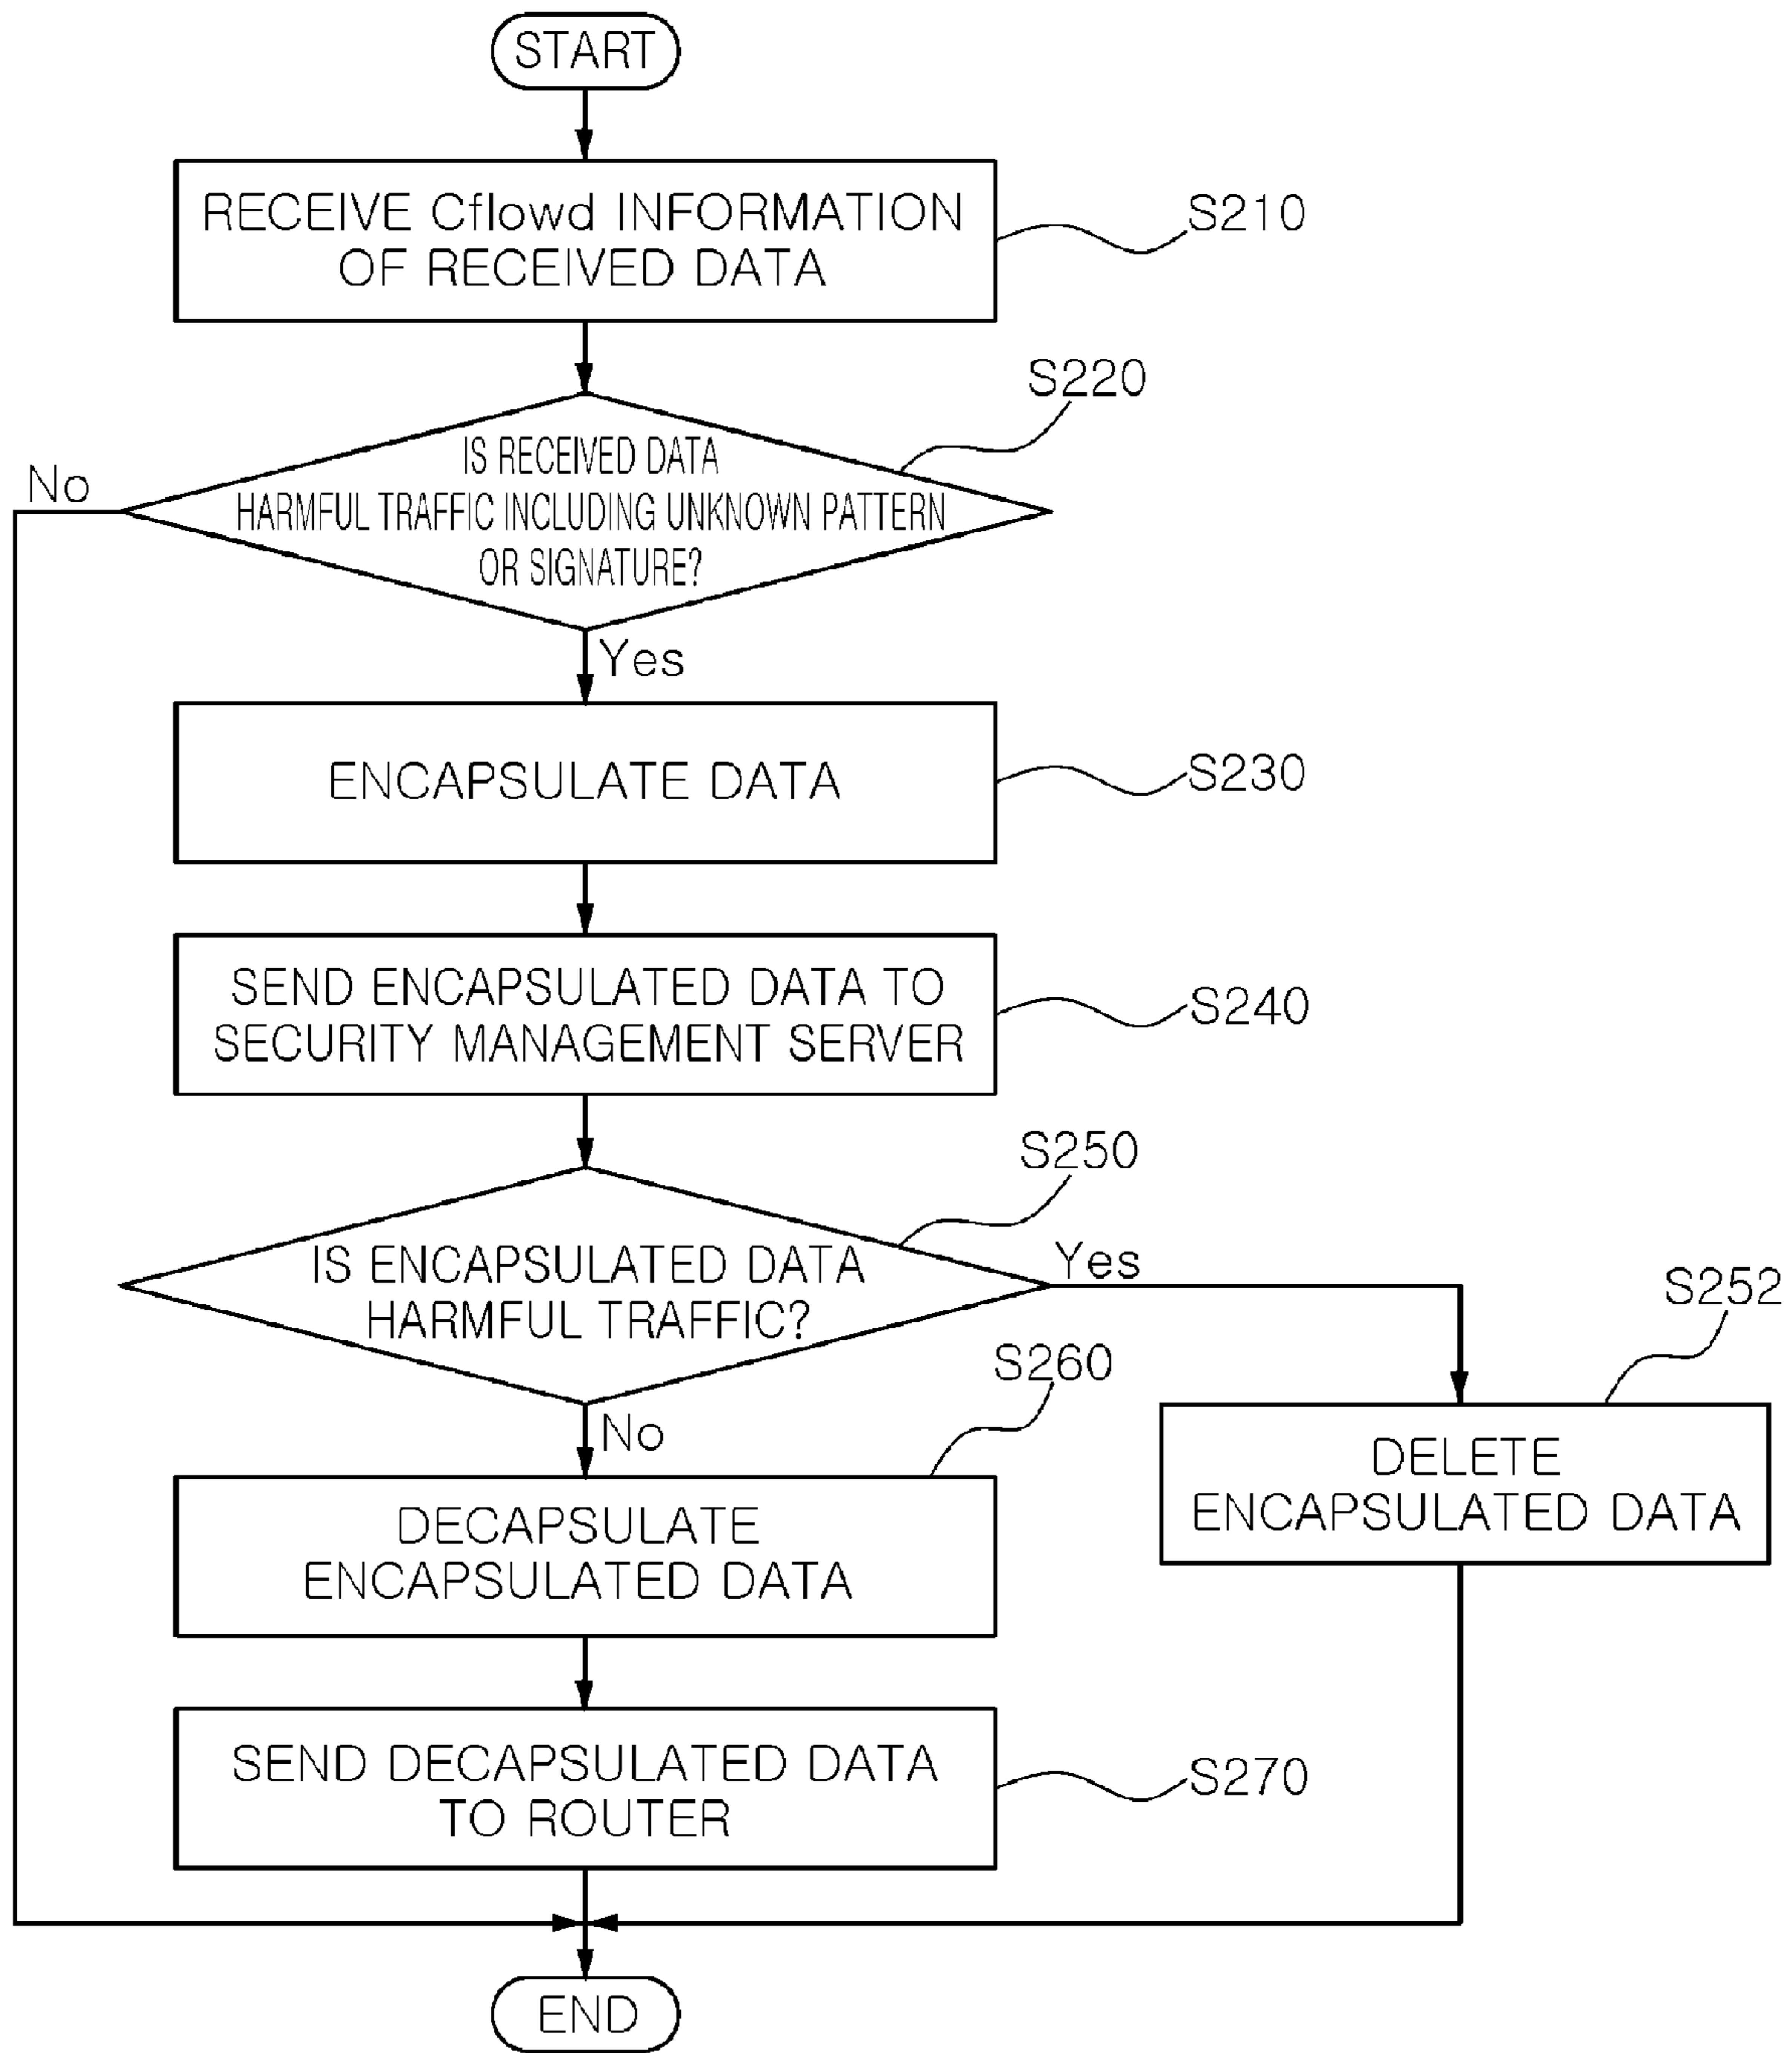 START
RECEIVE Cflowd INFORMATION
OF RECEIVED DATA
S210
S220
IS RECEIVED DATA
HARMFUL TRAFFIC INCLUDING UNKNOWN PATTERN
OR SIGNATURE?
No
Yes
ENCAPSULATE DATA
S230
SEND ENCAPSULATED DATA TO
SECURITY MANAGEMENT SERVER
S240
S250
IS ENCAPSULATED DATA
HARMFUL TRAFFIC?
Yes
S252
S260
No
DELETE
ENCAPSULATED DATA
DECAPSULATE
ENCAPSULATED DATA
SEND DECAPSULATED DATA
TO ROUTER
S270
END